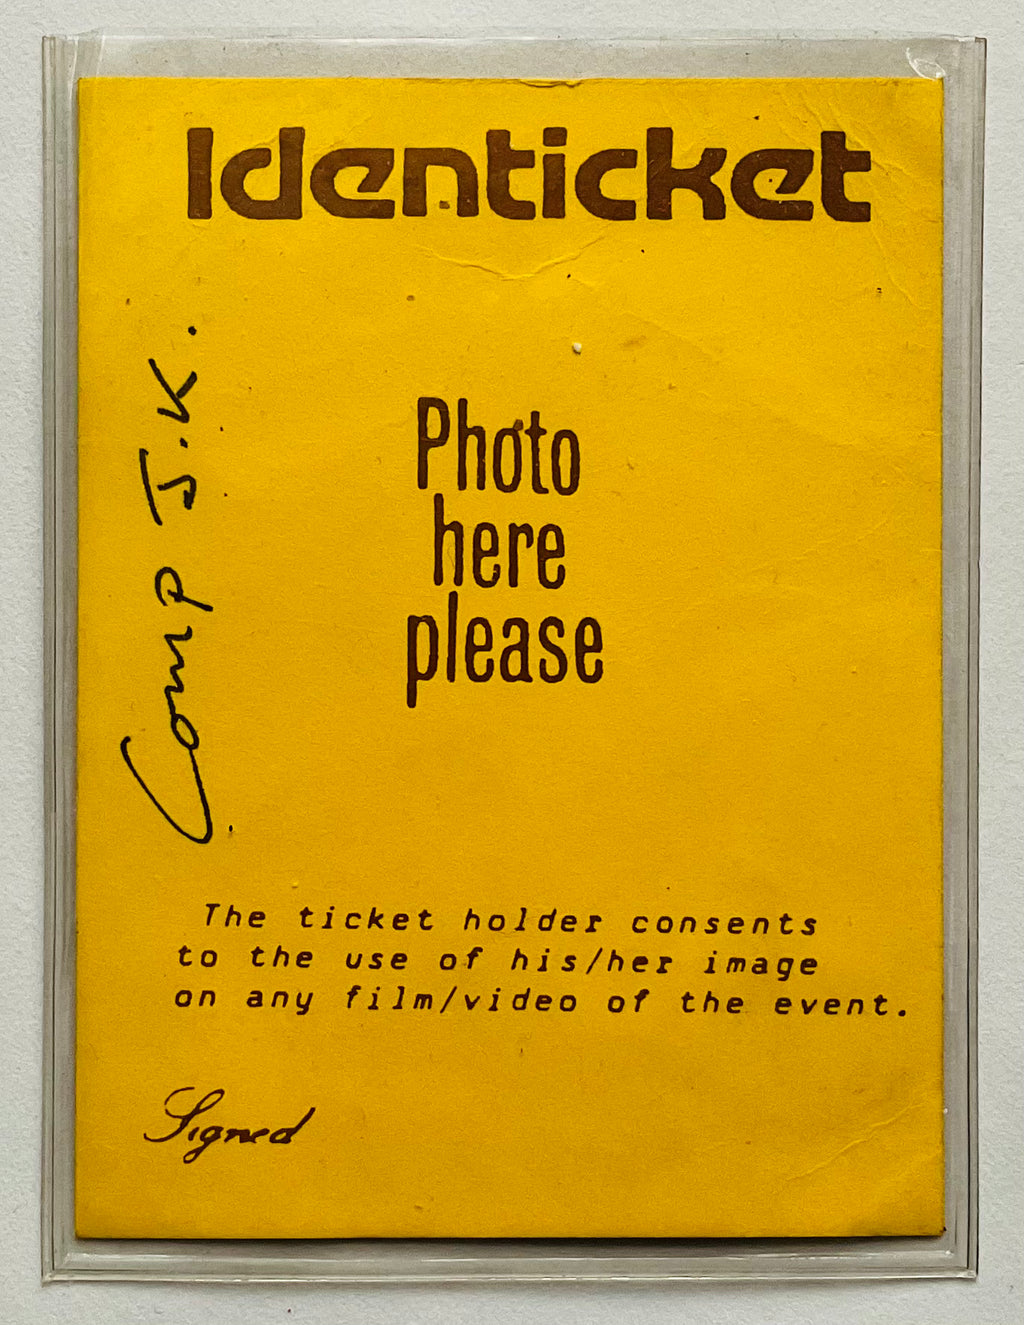 Identicket
Comp J.K.
Photo
here
please
The ticket holder consents
to the use of his/her image
on any film/video of the event.
Signed